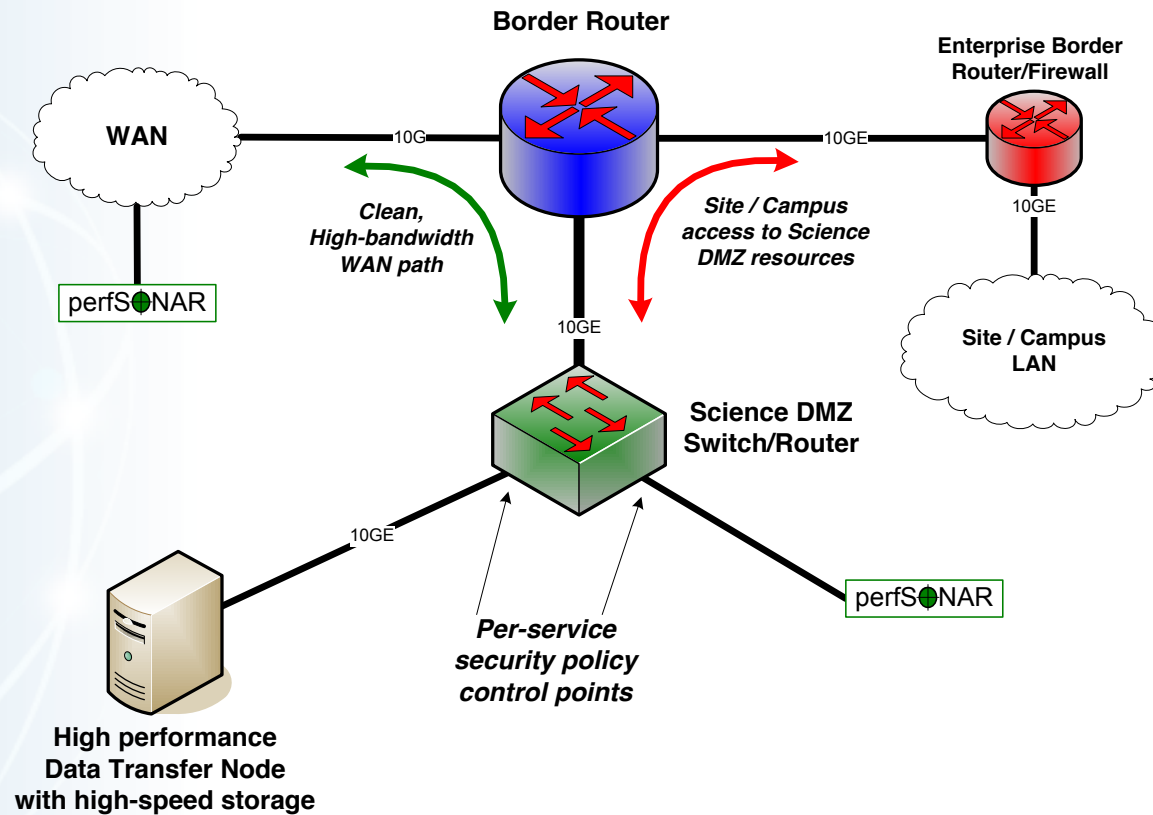 Border Router
Enterprise Border
Router/Firewall
WAN
10G
10GE
10GE
Clean,
High-bandwidth
WAN path
Site / Campus
access to Science
DMZ resources
perfSONAR
10GE
Site / Campus
LAN
Science DMZ
Switch/Router
10GE
perfSONAR
Per-service
security policy
control points
High performance
Data Transfer Node
with high-speed storage